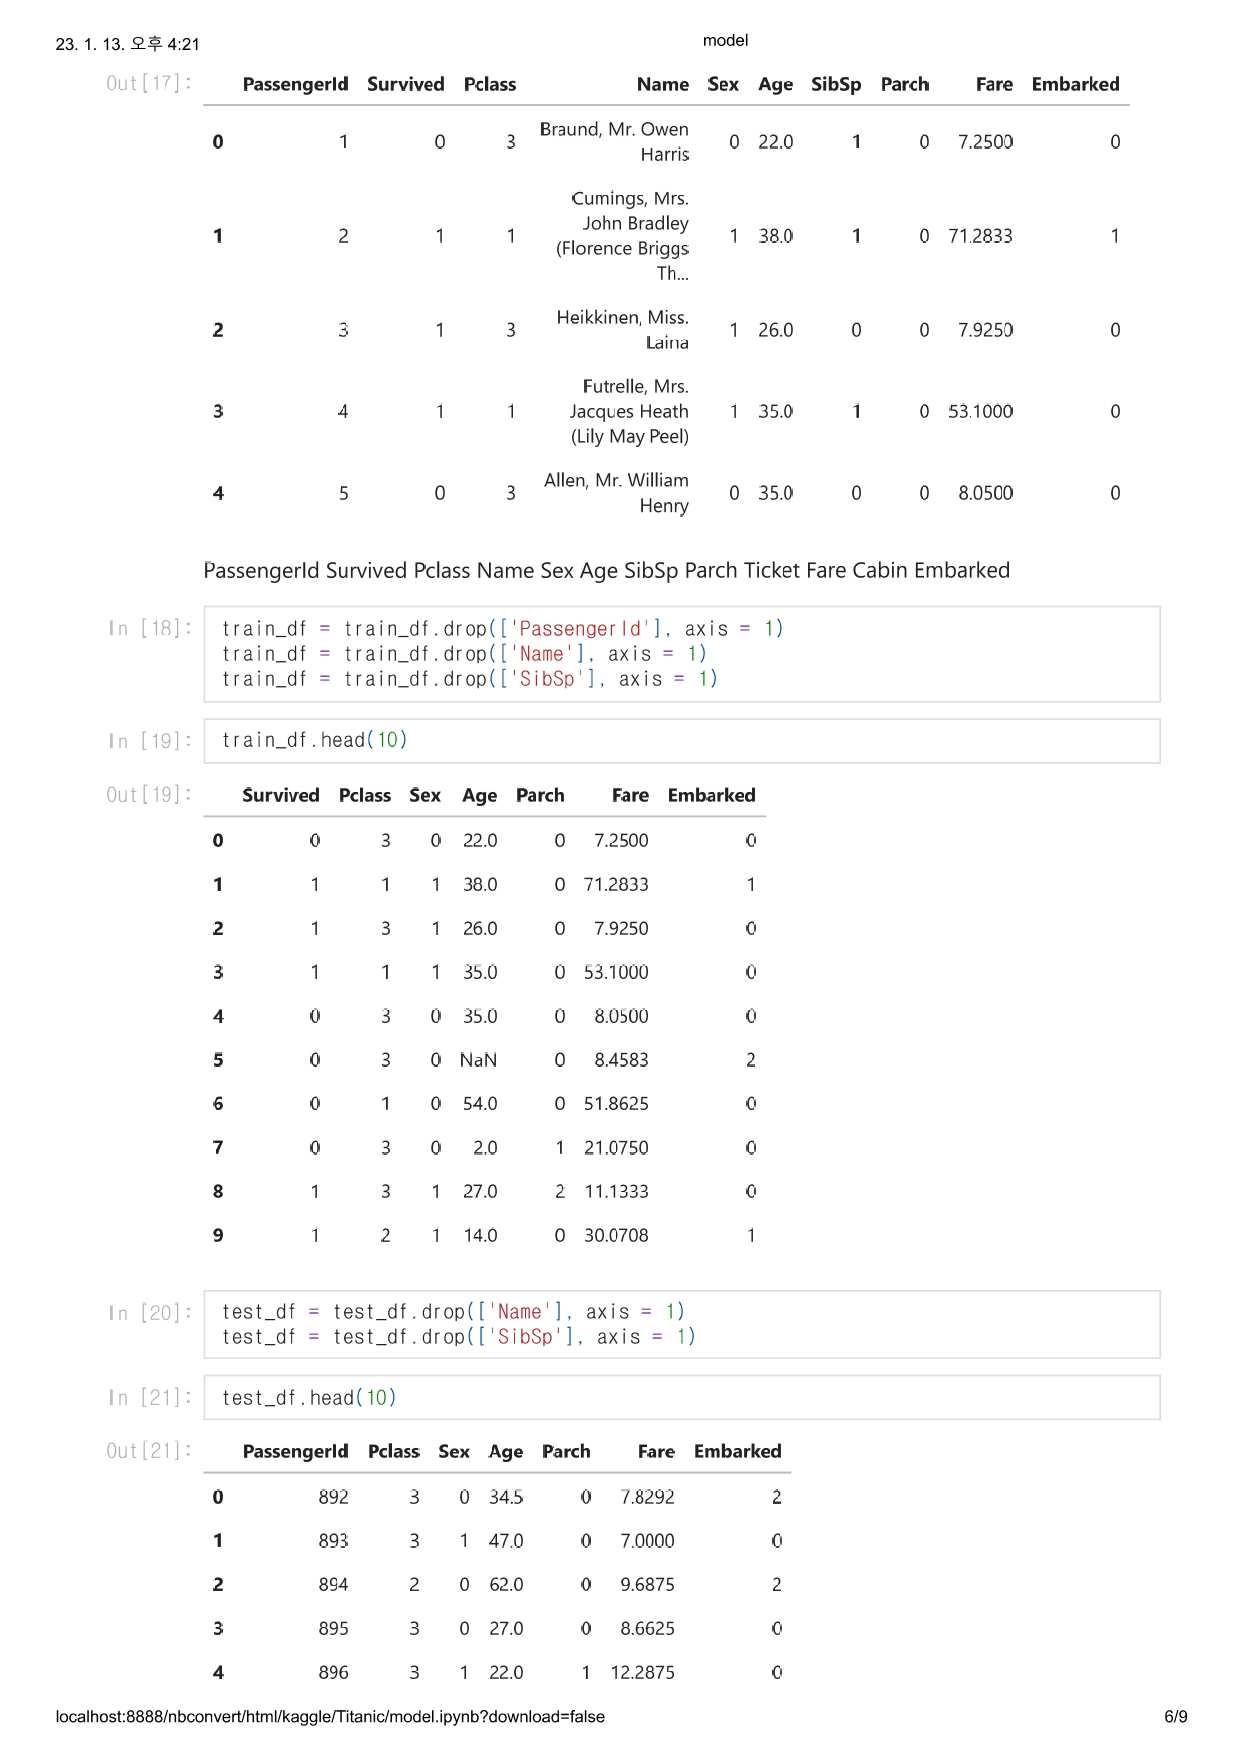 23. 1. 13. 오후 4:21
model
Out[17]:
PassengerId Survived Pclass Name Sex Age SibSp Parch Fare Embarked
0 1 0 3 Braund, Mr. Owen Harris 0 22.0 1 0 7.2500 0
1 2 1 1 Cumings, Mrs. John Bradley (Florence Briggs Th... 1 38.0 1 0 71.2833 1
2 3 1 3 Heikkinen, Miss. Laina 1 26.0 0 0 7.9250 0
3 4 1 1 Futrelle, Mrs. Jacques Heath (Lily May Peel) 1 35.0 1 0 53.1000 0
4 5 0 3 Allen, Mr. William Henry 0 35.0 0 0 8.0500 0
PassengerId Survived Pclass Name Sex Age SibSp Parch Ticket Fare Cabin Embarked
In [18]:
train_df = train_df.drop(['PassengerId'], axis = 1)
train_df = train_df.drop(['Name'], axis = 1)
train_df = train_df.drop(['SibSp'], axis = 1)
In [19]:
train_df.head(10)
Out[19]:
Survived Pclass Sex Age Parch Fare Embarked
0 0 3 0 22.0 0 7.2500 0
1 1 1 1 38.0 0 71.2833 1
2 1 3 1 26.0 0 7.9250 0
3 1 1 1 35.0 0 53.1000 0
4 0 3 0 35.0 0 8.0500 0
5 0 3 0 NaN 0 8.4583 2
6 0 1 0 54.0 0 51.8625 0
7 0 3 0 2.0 1 21.0750 0
8 1 3 1 27.0 2 11.1333 0
9 1 2 1 14.0 0 30.0708 1
In [20]:
test_df = test_df.drop(['Name'], axis = 1)
test_df = test_df.drop(['SibSp'], axis = 1)
In [21]:
test_df.head(10)
Out[21]:
PassengerId Pclass Sex Age Parch Fare Embarked
0 892 3 0 34.5 0 7.8292 2
1 893 3 1 47.0 0 7.0000 0
2 894 2 0 62.0 0 9.6875 2
3 895 3 0 27.0 0 8.6625 0
4 896 3 1 22.0 1 12.2875 0
localhost:8888/nbconvert/html/kaggle/Titanic/model.ipynb?download=false
6/9